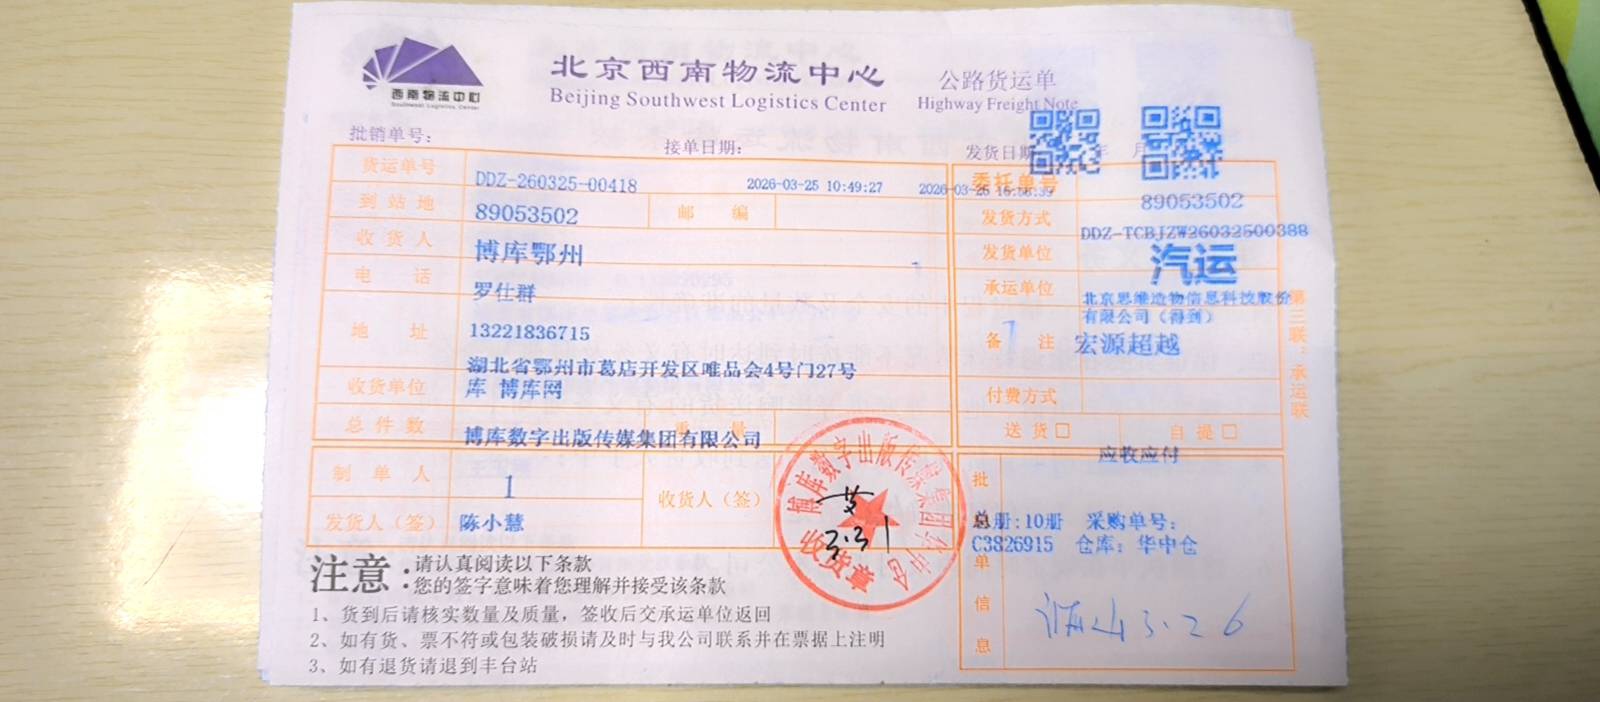 西南物流中心
Southwest Logistics Center
北京西南物流中心
Beijing Southwest Logistics Center
公路货运单
Highway Freight Note
批销单号：
接单日期：
发货日期 年 月
货运单号
DDZ-260325-00418
2026-03-25 10:49:27
委托单号
89053502
到站地
89053502
邮编
发货方式
DDZ-TCBJZW26032500388
收货人
博库鄂州
发货单位
汽运
电话
罗仕群
承运单位
北京思维造物信息科技股份
有限公司（得到）
地址
13221836715
备注
宏源超越
湖北省鄂州市葛店开发区唯品会4号门27号
库 博库网
收货单位
付费方式
总件数
博库数字出版传媒集团有限公司
重量
送货□
自提□
应收应付
制单人
1
收货人（签）
发货人（签）
陈小慧
3.31
收货章
批单信息
总册：10册 采购单号：
C3826915 仓库：华中仓
3.26
第三联：承运联
注意：
请认真阅读以下条款
您的签字意味着您理解并接受该条款
1、货到后请核实数量及质量，签收后交承运单位返回
2、如有货、票不符或包装破损请及时与我公司联系并在票据上注明
3、如有退货请退到丰台站